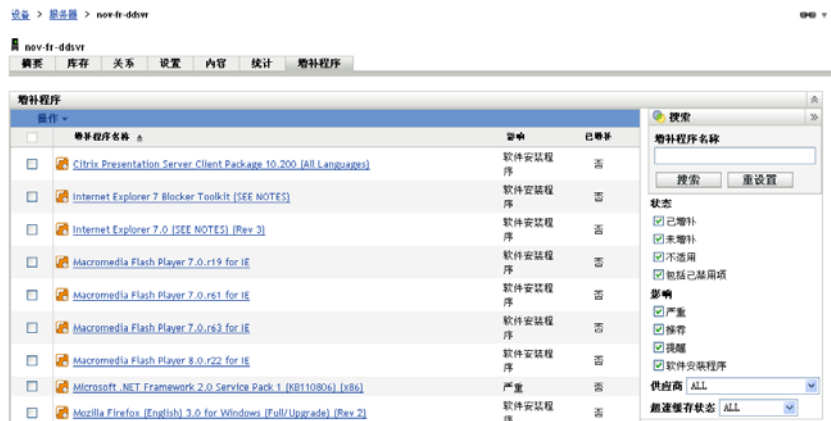 设备 > 服务器 > nov-fr-ddsvr
nov-fr-ddsvr
摘要 库存 关系 设置 内容 统计 增补程序
增补程序
操作
增补程序名称 影响 已增补
Citrix Presentation Server Client Package 10.200 (All Languages) 软件安装程序 否
Internet Explorer 7 Blocker Toolkit (SEE NOTES) 软件安装程序 否
Internet Explorer 7.0 (SEE NOTES) (Rev 3) 软件安装程序 否
Macromedia Flash Player 7.0.r19 for IE 软件安装程序 否
Macromedia Flash Player 7.0.r61 for IE 软件安装程序 否
Macromedia Flash Player 7.0.r63 for IE 软件安装程序 否
Macromedia Flash Player 8.0.r22 for IE 软件安装程序 否
Microsoft .NET Framework 2.0 Service Pack 1 (KB110806) (x86) 严重 否
Mozilla Firefox (English) 3.0 for Windows (Full/Upgrade) (Rev 2) 软件安装程序 否
搜索
增补程序名称
搜索 重设置
状态
已增补
未增补
不适用
包括已禁用项
影响
严重
推荐
提醒
软件安装程序
供应商 ALL
超速缓存状态 ALL